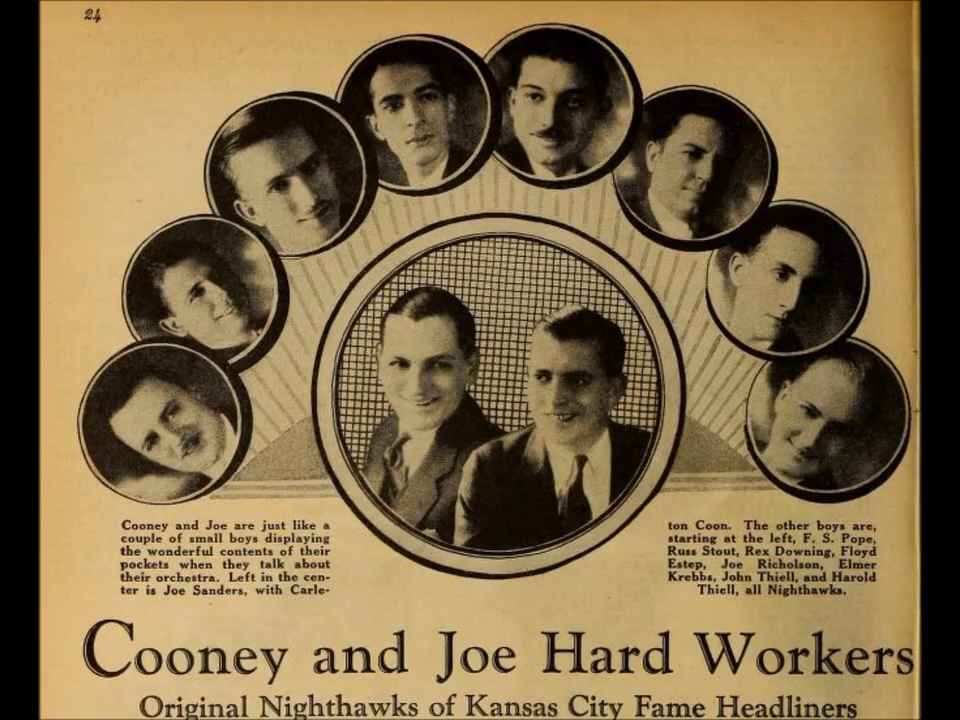 24
Cooney and Joe are just like a
couple of small boys displaying
the wonderful contents of their
pockets when they talk about
their orchestra. Left in the cen-
ter is Joe Sanders, with Carle-
ton Coon. The other boys are,
starting at the left, F. S. Pope,
Russ Stout, Rex Downing, Floyd
Estep, Joe Richolson, Elmer
Krebbs, John Thiell, and Harold
Thiell, all Nighthawks.
Cooney and Joe Hard Workers
Original Nighthawks of Kansas City Fame Headliners